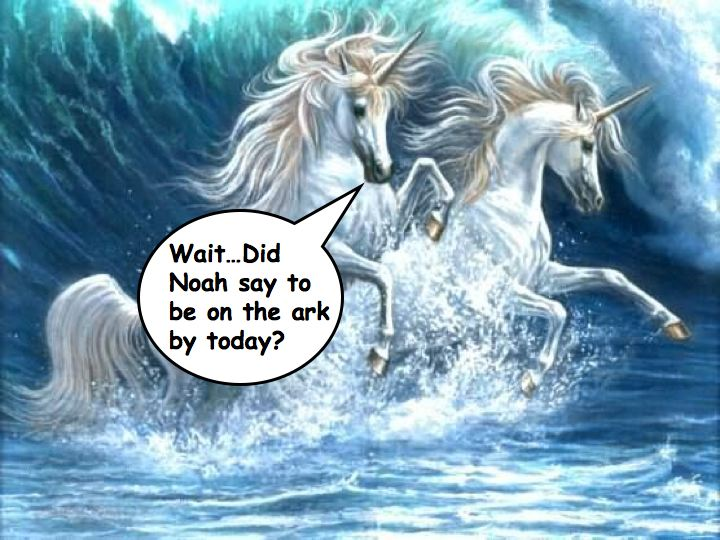 Wait…Did
Noah say to
be on the ark
by today?